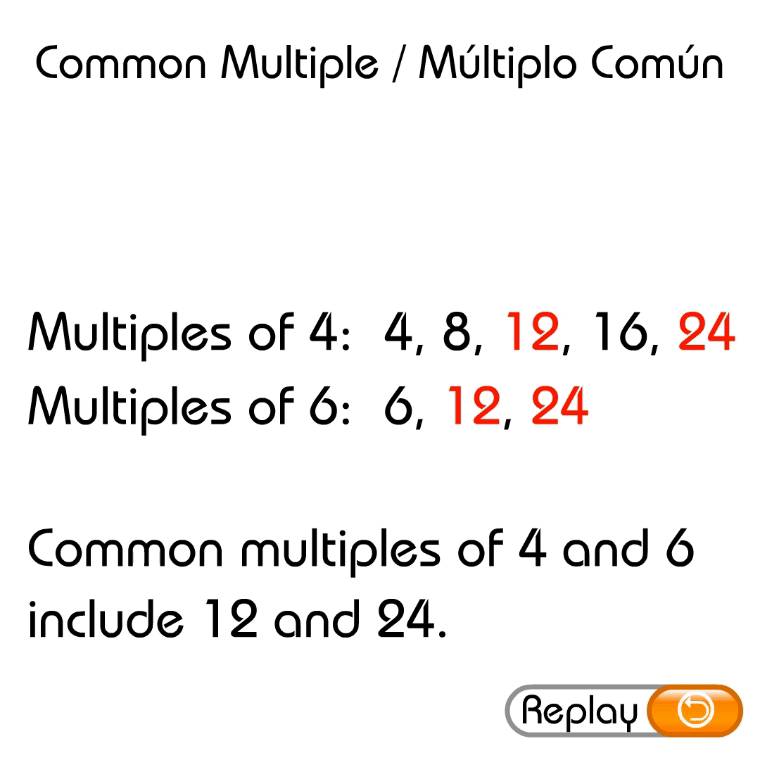 Common Multiple / Múltiplo Común
Multiples of 4: 4, 8, 12, 16, 24
Multiples of 6: 6, 12, 24
Common multiples of 4 and 6
include 12 and 24.
Replay